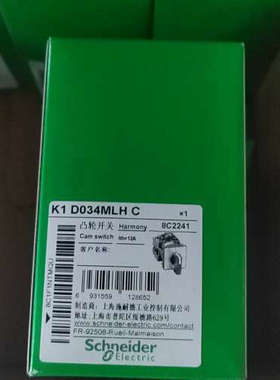 K1 D034MLH C
×1
凸轮开关 Harmony 8C2241
Cam switch Ith=12A
客户名称:
6 931559 128652
制造商: 上海施耐德工业控制有限公司
地址: 上海市普陀区绥德路629号
www.schneider-electric.com/contact
FR-92506 Rueil-Malmaison
Schneider
Electric